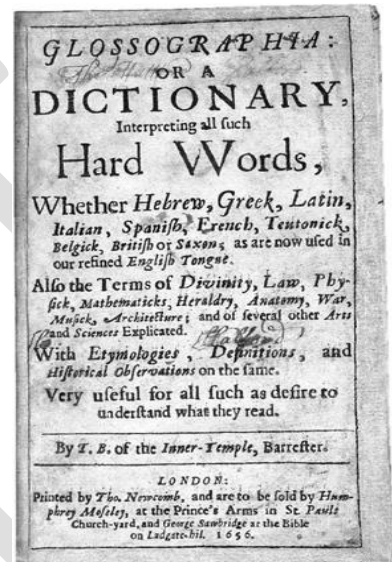 GLOSSOGRAPHIA:
OR A
DICTIONARY,
Interpreting all ſuch
Hard Words,
Whether Hebrew, Greek, Latin,
Italian, Spaniſh, French, Teutonick,
Belgick, Britiſh or Saxon; as are now uſed in
our refined Engliſh Tongue.
Alſo the Terms of Divinity, Law, Phy-
ſick, Mathematicks, Heraldry, Anatomy, War,
Muſick, Architecture; and of ſeveral other Arts
and Sciences Explicated.
With Etymologies, Definitions, and
Hiſtorical Obſervations on the ſame.
Very uſeful for all ſuch as deſire to
underſtand what they read.
By T. B. of the Inner-Temple, Barreſter.
LONDON:
Printed by Tho. Newcomb, and are to be ſold by Hum-
phrey Moſeley, at the Prince's Arms in St. Pauls
Church-yard, and George Sawbridge at the Bible
on Ludgate-hil. 1656.